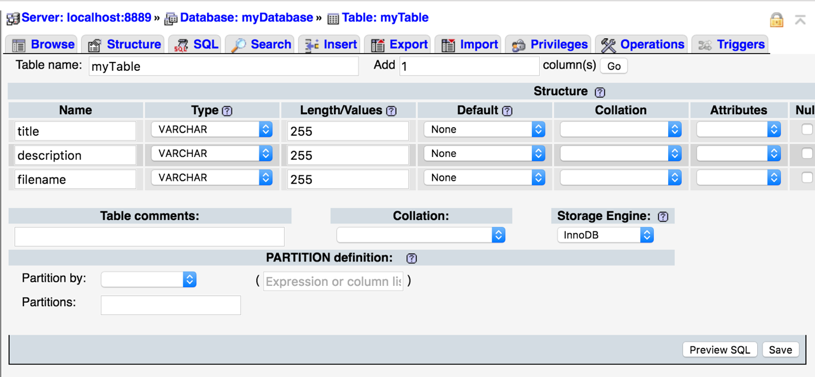 Server: localhost:8889 » Database: myDatabase » Table: myTable
Browse Structure SQL Search Insert Export Import Privileges Operations Triggers
Table name: myTable Add 1 column(s) Go
Structure
Name Type Length/Values Default Collation Attributes Nul
title VARCHAR 255 None
description VARCHAR 255 None
filename VARCHAR 255 None
Table comments: Collation: Storage Engine:
InnoDB
PARTITION definition:
Partition by: ( Expression or column lis )
Partitions:
Preview SQL Save